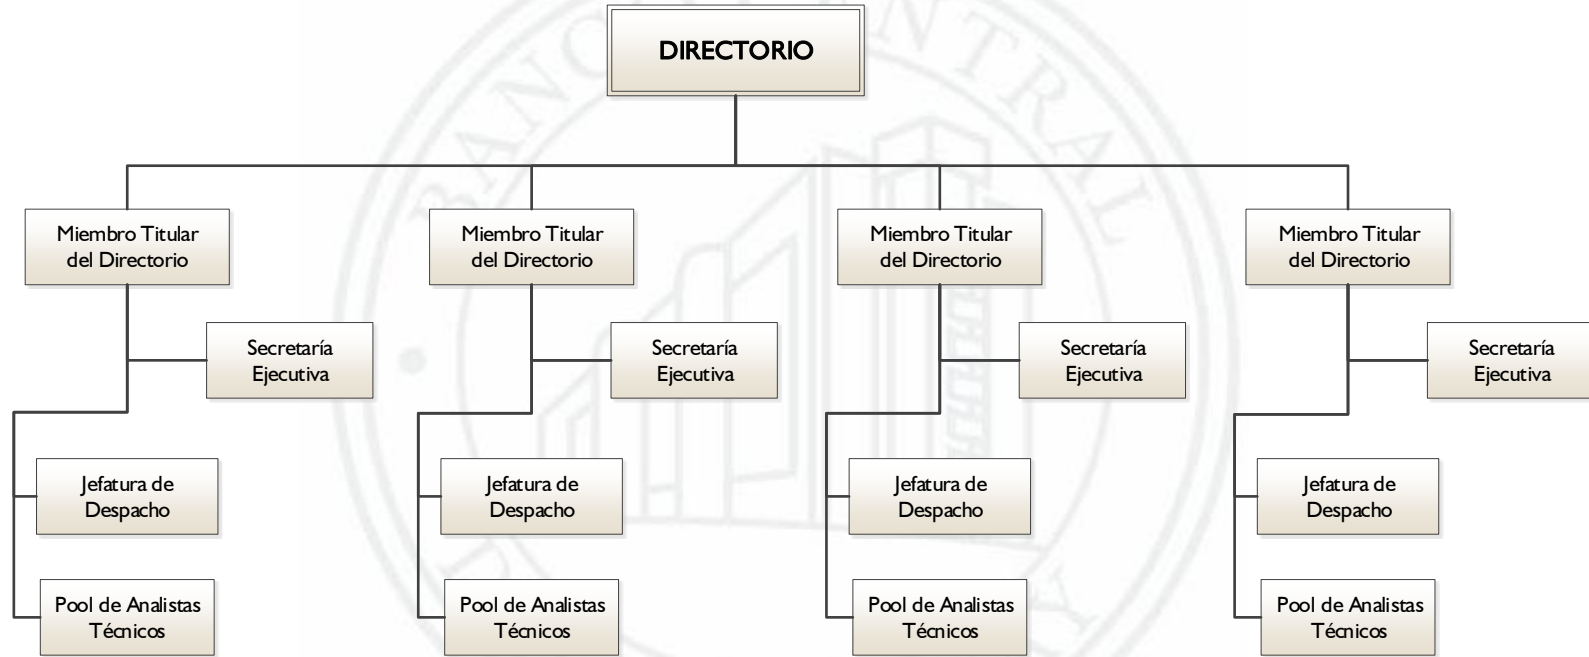 DIRECTORIO
Miembro Titular
del Directorio
Miembro Titular
del Directorio
Miembro Titular
del Directorio
Miembro Titular
del Directorio
Secretaría
Ejecutiva
Secretaría
Ejecutiva
Secretaría
Ejecutiva
Secretaría
Ejecutiva
Jefatura de
Despacho
Jefatura de
Despacho
Jefatura de
Despacho
Jefatura de
Despacho
Pool de Analistas
Técnicos
Pool de Analistas
Técnicos
Pool de Analistas
Técnicos
Pool de Analistas
Técnicos